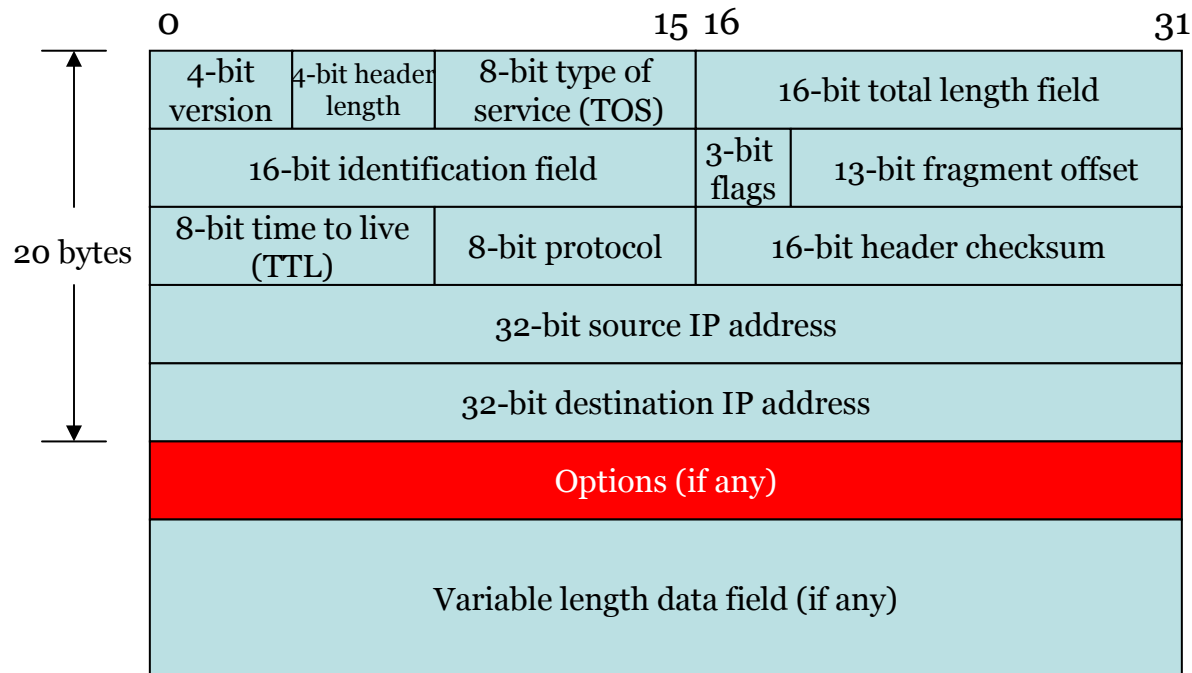 0 15 16 31
4-bit
version
4-bit header
length
8-bit type of
service (TOS)
16-bit total length field
16-bit identification field
3-bit
flags
13-bit fragment offset
20 bytes
8-bit time to live
(TTL)
8-bit protocol
16-bit header checksum
32-bit source IP address
32-bit destination IP address
Options (if any)
Variable length data field (if any)